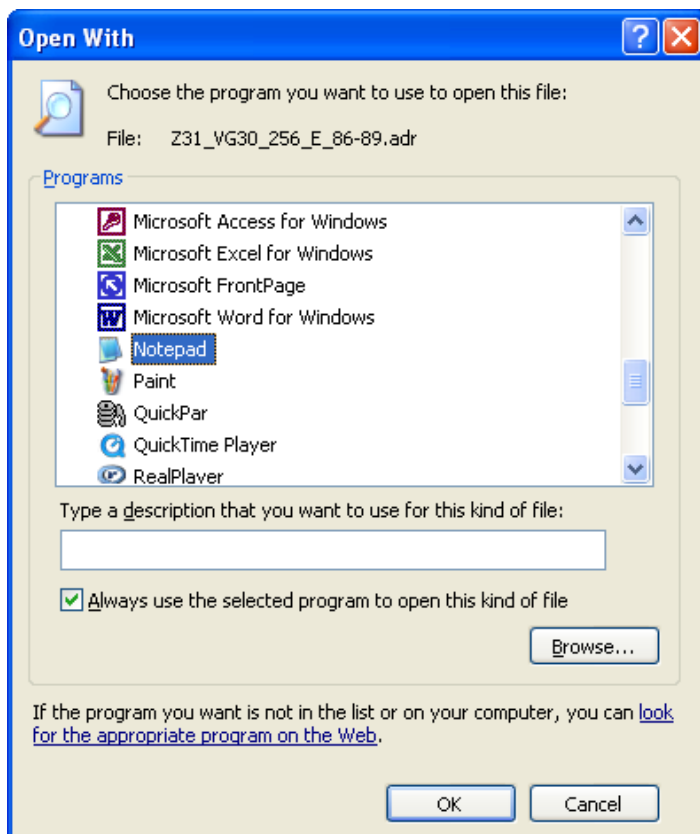 Open With
Choose the program you want to use to open this file:
File: Z31_VG30_256_E_86-89.adr
Programs
Microsoft Access for Windows
Microsoft Excel for Windows
Microsoft FrontPage
Microsoft Word for Windows
Notepad
Paint
QuickPar
QuickTime Player
RealPlayer
Type a description that you want to use for this kind of file:
Always use the selected program to open this kind of file
Browse...
If the program you want is not in the list or on your computer, you can look
for the appropriate program on the Web.
OK Cancel